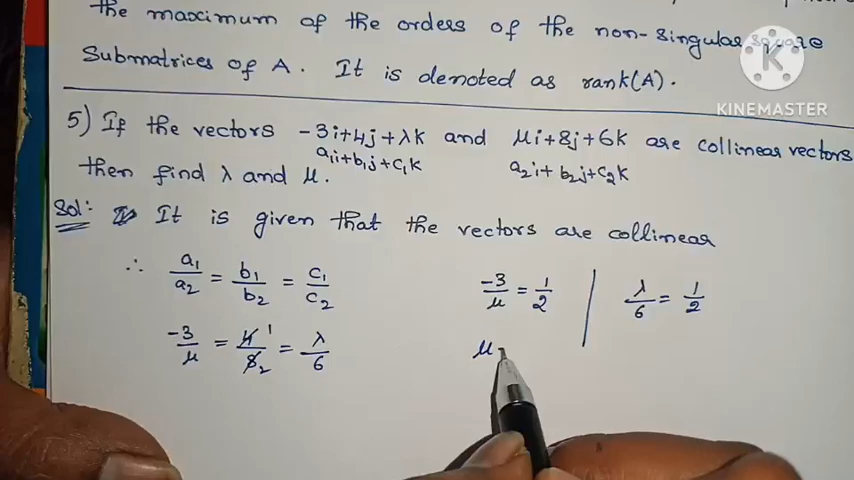 the maximum of the orders of the non-singular square
Submatrices of A. It is denoted as rank(A).
KINEMASTER
5) If the vectors -3i+4j+λk and μi+8j+6k are collinear vectors
a₁i+b₁j+c₁k a₂i+b₂j+c₂k
then find λ and μ.
Sol: It is given that the vectors are collinear
∴ a₁/a₂ = b₁/b₂ = c₁/c₂
-3/μ = 4/8 1/2 = λ/6
-3/μ = 1/2
λ/6 = 1/2
μ